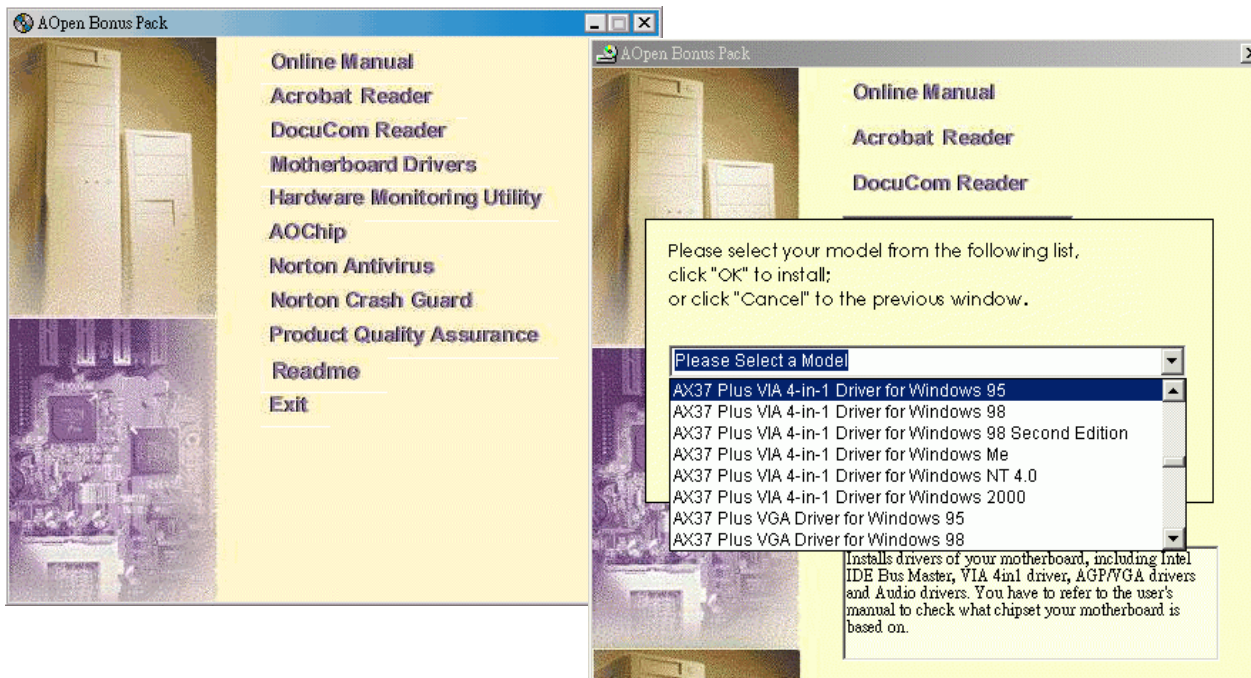 AOpen Bonus Pack
Online Manual
Acrobat Reader
DocuCom Reader
Motherboard Drivers
Hardware Monitoring Utility
AOChip
Norton Antivirus
Norton Crash Guard
Product Quality Assurance
Readme
Exit
AOpen Bonus Pack
Online Manual
Acrobat Reader
DocuCom Reader
Please select your model from the following list,
click "OK" to install;
or click "Cancel" to the previous window.
Please Select a Model
AX37 Plus VIA 4-in-1 Driver for Windows 95
AX37 Plus VIA 4-in-1 Driver for Windows 98
AX37 Plus VIA 4-in-1 Driver for Windows 98 Second Edition
AX37 Plus VIA 4-in-1 Driver for Windows Me
AX37 Plus VIA 4-in-1 Driver for Windows NT 4.0
AX37 Plus VIA 4-in-1 Driver for Windows 2000
AX37 Plus VGA Driver for Windows 95
AX37 Plus VGA Driver for Windows 98
Installs drivers of your motherboard, including Intel
IDE Bus Master, VIA 4in1 driver, AGP/VGA drivers
and Audio drivers. You have to refer to the user's
manual to check what chipset your motherboard is
based on.